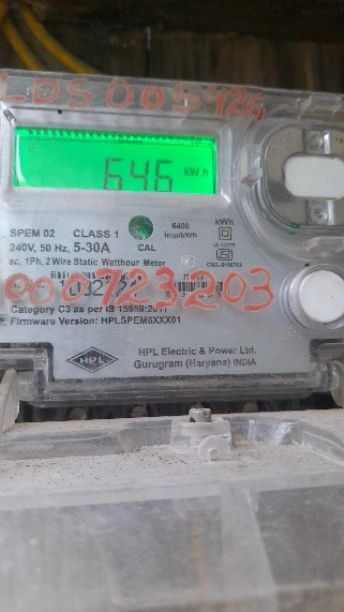 LDS005426
646 kWh
SPEM 02 CLASS 1 6400 imp/kWh kWh
240V, 50 Hz, 5-30A CAL
ac, 1Ph, 2 Wire Static Watthour Meter
000723203
Category C3 as per IS 15959:2011
Firmware Version: HPLSPEM6XXX01
HPL
HPL Electric & Power Ltd.
Gurugram (Haryana) INDIA